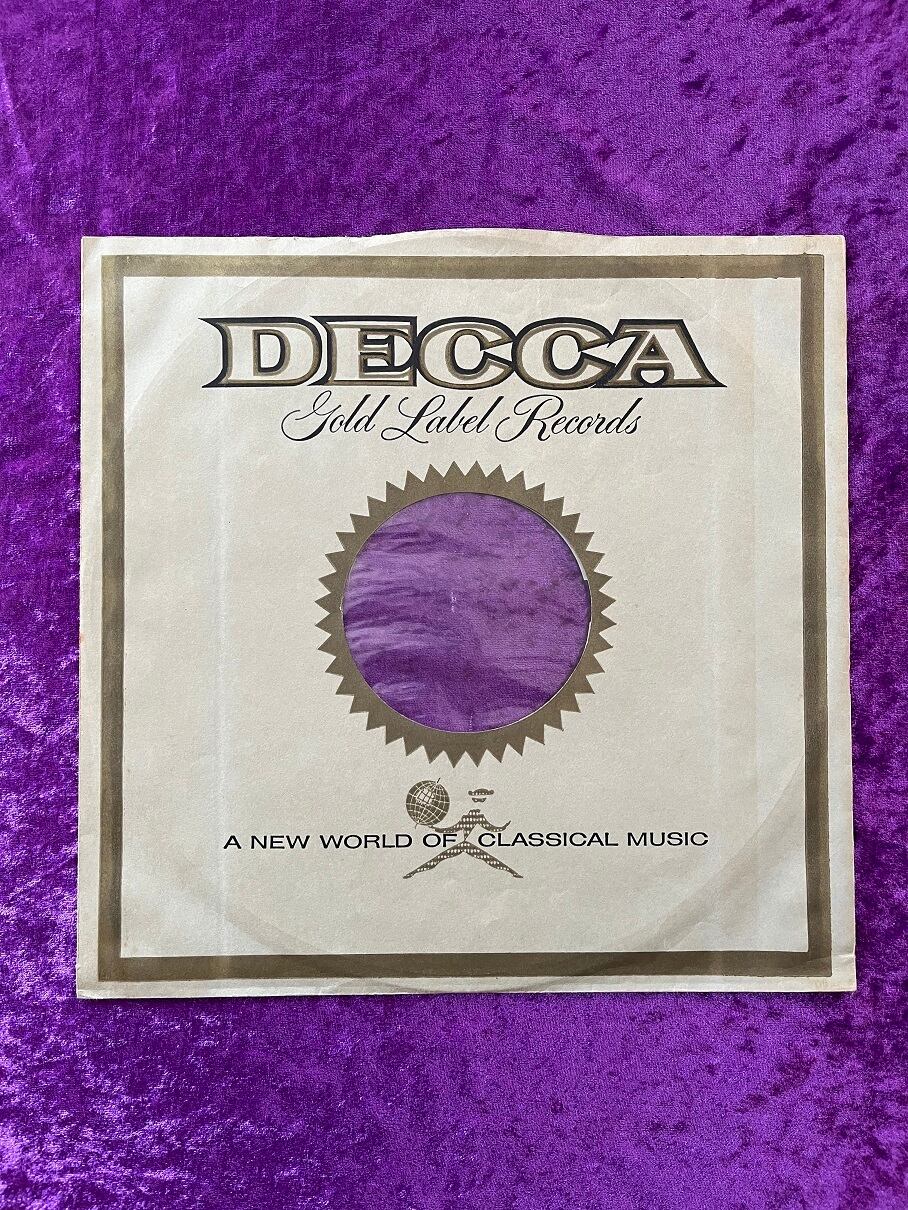 DECCA
Gold Label Records
A NEW WORLD OF CLASSICAL MUSIC